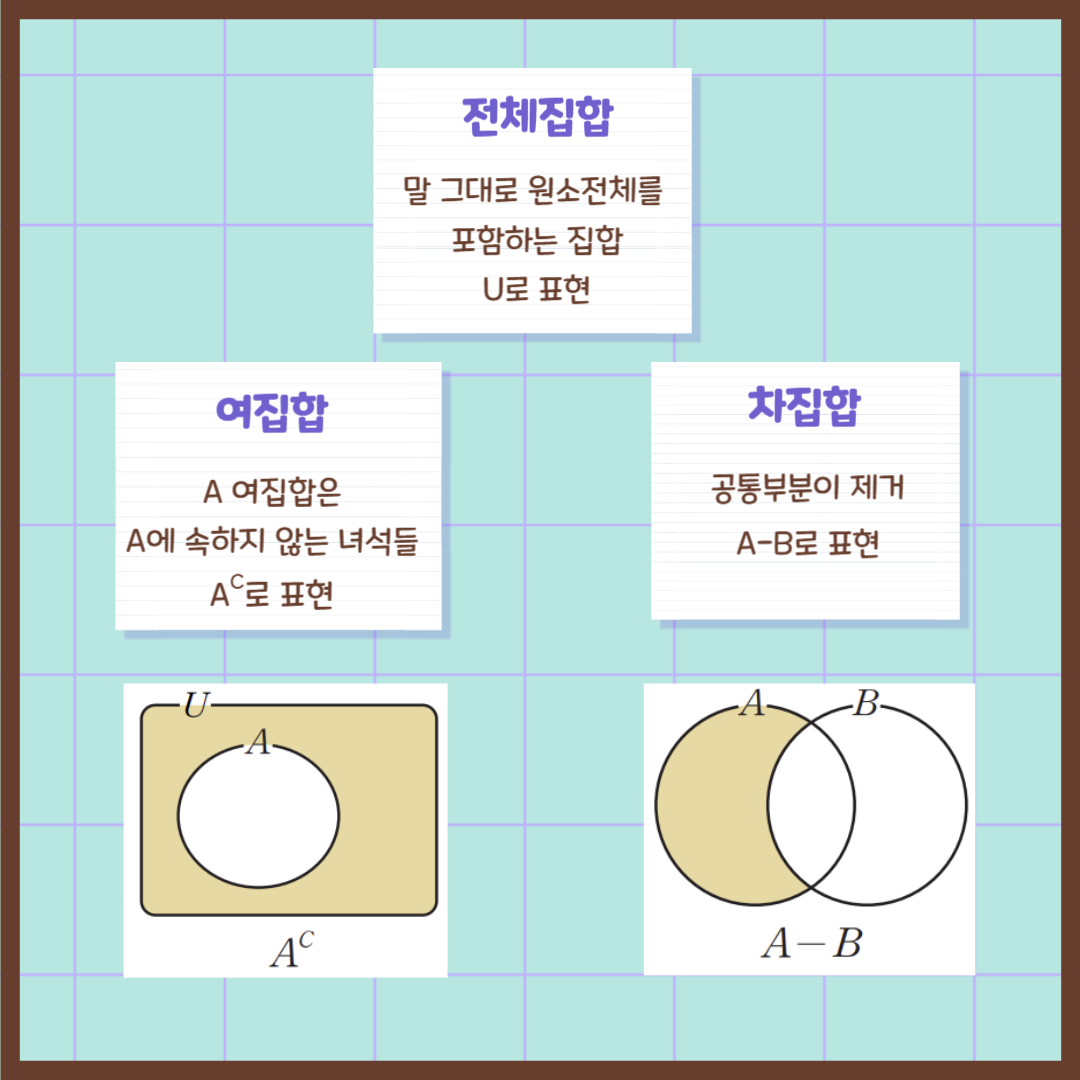 전체집합
말 그대로 원소전체를
포함하는 집합
U로 표현
여집합
A 여집합은
A에 속하지 않는 녀석들
Aᶜ로 표현
차집합
공통부분이 제거
A-B로 표현
U
A
Aᶜ
A B
A-B